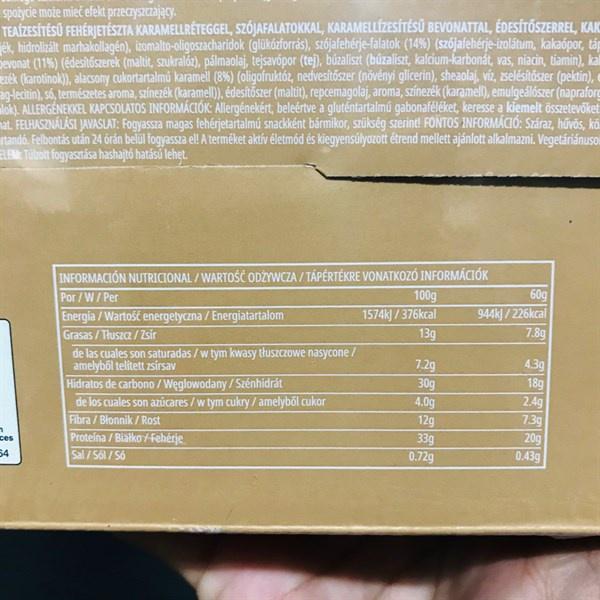 spożycie może mieć efekt przeczyszczający.
TEAÍZESÍTÉSŰ FEHÉRJETÉSZTA KARAMELLRÉTEGGEL, SZÓJAFALATOKKAL, KARAMELLÍZESÍTÉSŰ BEVONATTAL, ÉDESÍTŐSZERREL,
hidrolizált marhakollagén), izomalto-oligoszacharidok (glükózforrás), szójafehérje-falatok (14%) (szójafehérje-izolátum, kakaópor,
(11%) (édesítőszerek (maltit, szukralóz), pálmaolaj, tejsavópor (tej), búzaliszt (búzaliszt, kalcium-karbonát, vas, niacin, tiamin),
(karotinok)), alacsony cukortartalmú karamell (8%) (oligofruktóz, nedvesítőszer (növényi glicerin), sheaolaj, víz, zselésítőszer (pektin),
só, természetes aroma, színezék (karamell)), édesítőszer (maltit), repcemagolaj, aroma, színezék (karamell), emulgeálószer
ALLERGÉNEKKEL KAPCSOLATOS INFORMÁCIÓK: Allergénekért, beleértve a gluténtartalmú gabonaféléket, keresse a kiemelt összetevőket
FELHASZNÁLÁSI JAVASLAT: Fogyassza magas fehérjetartalmú snackként bármikor, szükség szerint! FONTOS INFORMÁCIÓ: Száraz, hűvös,
Felbontás után 24 órán belül fogyassza el! A terméket aktív életmód és kiegyensúlyozott étrend mellett ajánlott alkalmazni.
Túlzott fogyasztása hashajtó hatású lehet.
INFORMACIÓN NUTRICIONAL / WARTOŚĆ ODŻYWCZA / TÁPÉRTÉKRE VONATKOZÓ INFORMÁCIÓK
Por / W / Per 100g 60g
Energía / Wartość energetyczna / Energiatartalom 1574kJ / 376kcal 944kJ / 226kcal
Grasas / Tłuszcz / Zsír 13g 7.8g
de las cuales son saturadas / w tym kwasy tłuszczowe nasycone /
amelyből telített zsírsav 7.2g 4.3g
Hidratos de carbono / Węglowodany / Szénhidrát 30g 18g
de los cuales son azúcares / w tym cukry / amelyből cukor 4.0g 2.4g
Fibra / Błonnik / Rost 12g 7.3g
Proteína / Białko / Fehérje 33g 20g
Sal / Sól / Só 0.72g 0.43g